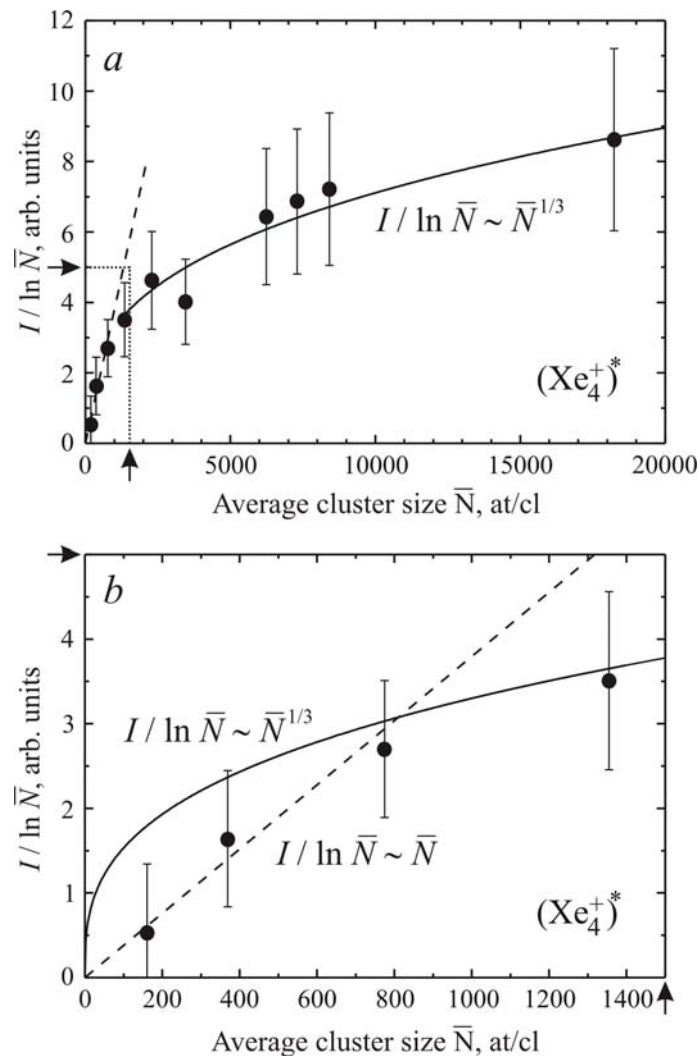 a
12
10
8
6
4
2
0
I / ln N̅, arb. units
I / ln N̅ ~ N̅^1/3
(Xe₄⁺)*
0 5000 10000 15000 20000
Average cluster size N̅, at/cl
b
4
3
2
1
0
I / ln N̅, arb. units
I / ln N̅ ~ N̅^1/3
I / ln N̅ ~ N̅
(Xe₄⁺)*
0 200 400 600 800 1000 1200 1400
Average cluster size N̅, at/cl